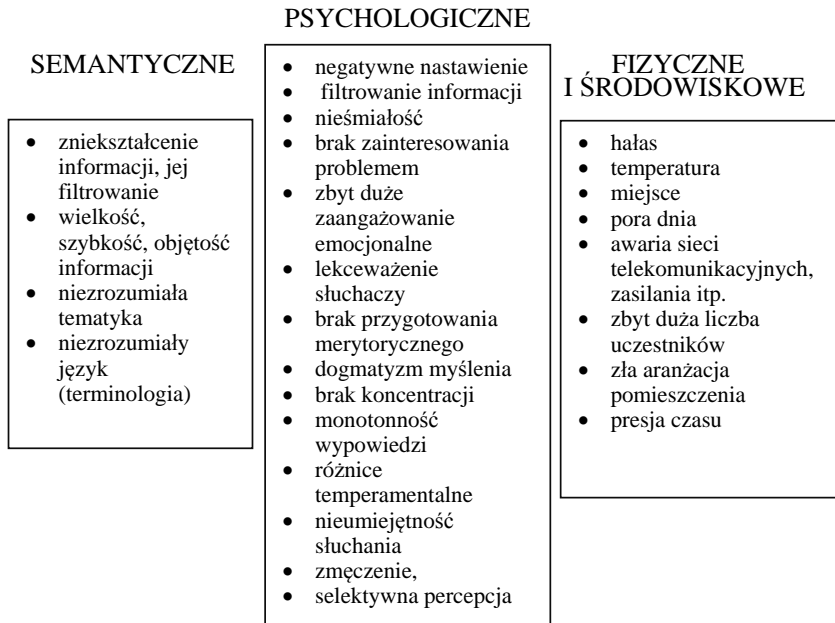 PSYCHOLOGICZNE
• negatywne nastawienie
• filtrowanie informacji
• nieśmiałość
• brak zainteresowania
problemem
• zbyt duże
zaangażowanie
emocjonalne
• lekceważenie
słuchaczy
• brak przygotowania
merytorycznego
• dogmatyzm myślenia
• brak koncentracji
• monotonność
wypowiedzi
• różnice
temperamentalne
• nieumiejętność
słuchania
• zmęczenie,
• selektywna percepcja
SEMANTYCZNE
• zniekształcenie
informacji, jej
filtrowanie
• wielkość,
szybkość, objętość
informacji
• niezrozumiała
tematyka
• niezrozumiały
język
(terminologia)
FIZYCZNE
I ŚRODOWISKOWE
• hałas
• temperatura
• miejsce
• pora dnia
• awaria sieci
telekomunikacyjnych,
zasilania itp.
• zbyt duża liczba
uczestników
• zła aranżacja
pomieszczenia
• presja czasu